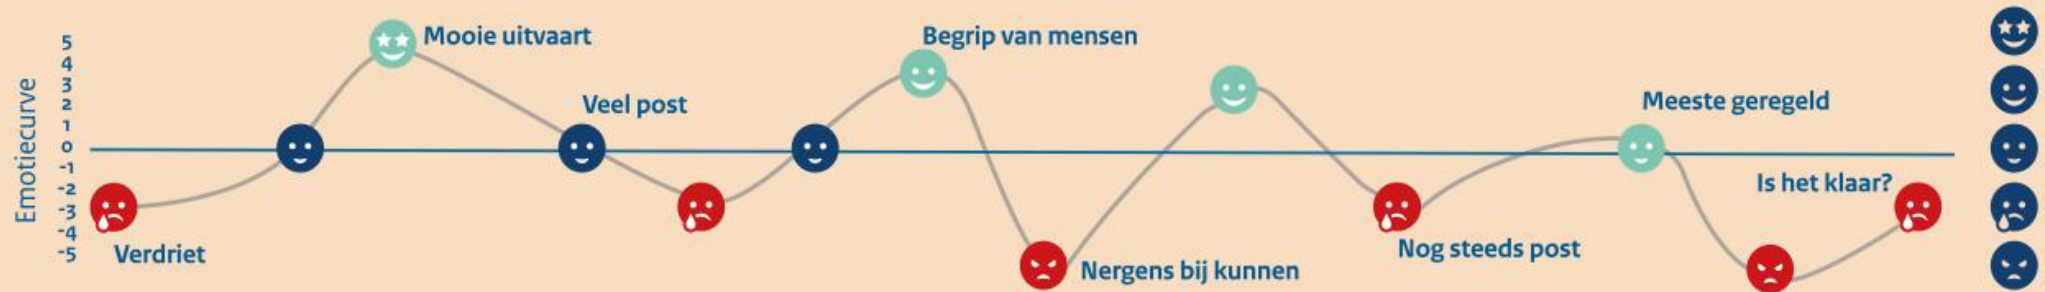 Emotiecurve
5
4
3
2
1
0
-1
-2
-3
-4
-5
Verdriet
Mooie uitvaart
Veel post
Begrip van mensen
Nergens bij kunnen
Nog steeds post
Meeste geregeld
Is het klaar?